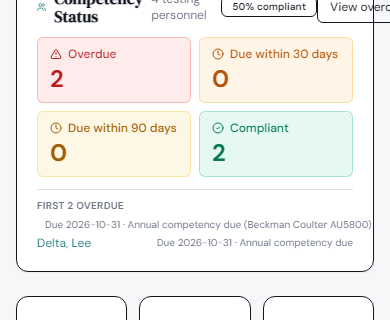 Competency
Status
4 testing
personnel
50% compliant
View overd
Overdue
2
Due within 30 days
0
Due within 90 days
0
Compliant
2
FIRST 2 OVERDUE
Due 2026-10-31 · Annual competency due (Beckman Coulter AU5800)
Delta, Lee
Due 2026-10-31 · Annual competency due